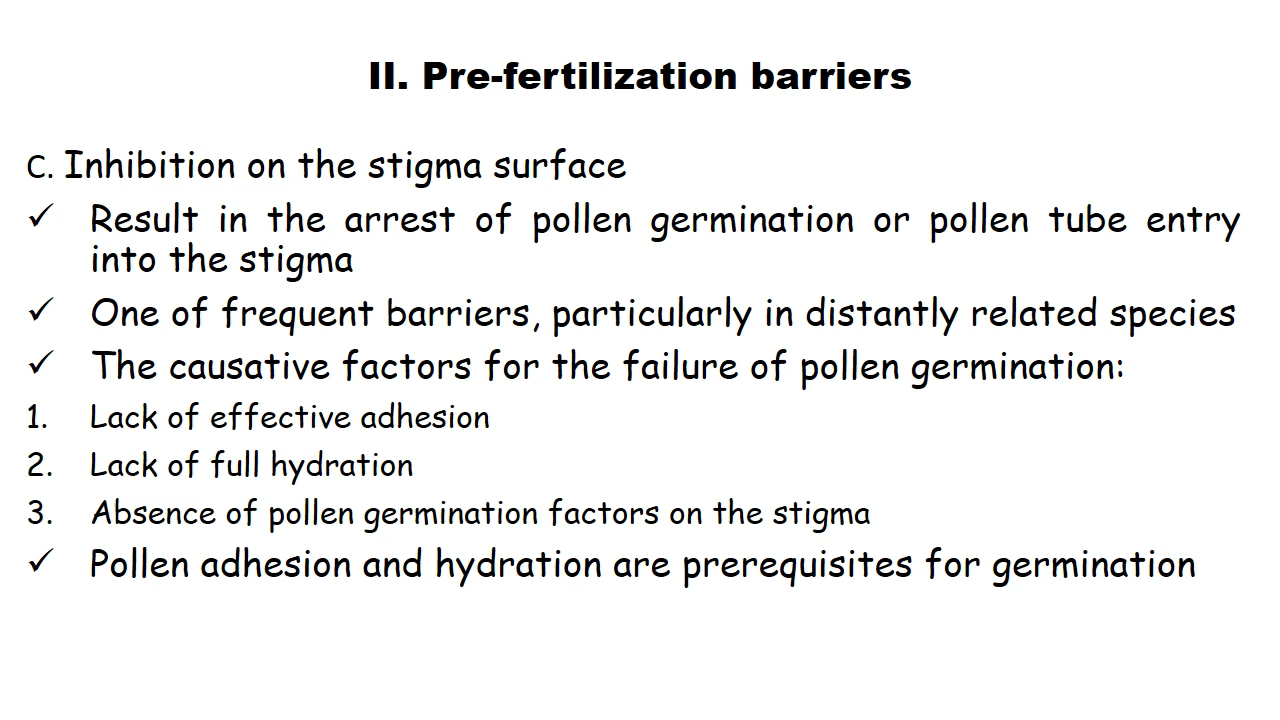 II. Pre-fertilization barriers
C. Inhibition on the stigma surface
✓ Result in the arrest of pollen germination or pollen tube entry
into the stigma
✓ One of frequent barriers, particularly in distantly related species
✓ The causative factors for the failure of pollen germination:
1. Lack of effective adhesion
2. Lack of full hydration
3. Absence of pollen germination factors on the stigma
✓ Pollen adhesion and hydration are prerequisites for germination